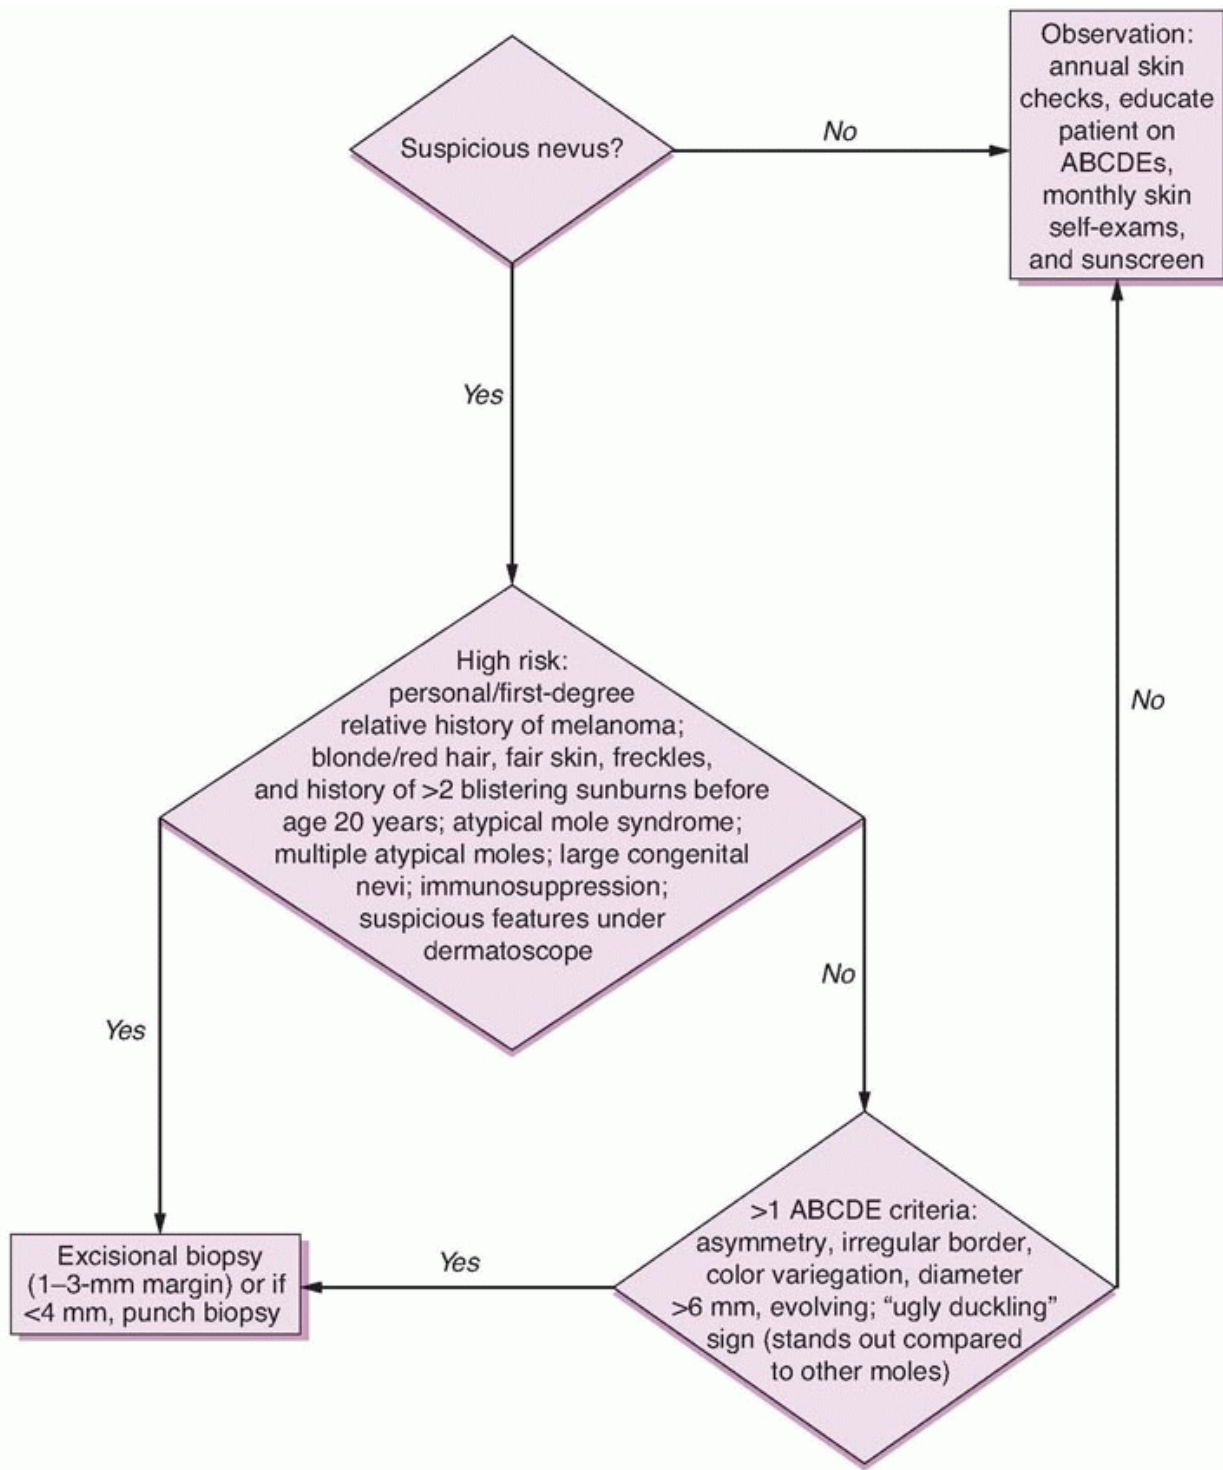 Suspicious nevus?
No
Observation:
annual skin
checks, educate
patient on
ABCDEs,
monthly skin
self-exams,
and sunscreen
Yes
High risk:
personal/first-degree
relative history of melanoma;
blonde/red hair, fair skin, freckles,
and history of >2 blistering sunburns before
age 20 years; atypical mole syndrome;
multiple atypical moles; large congenital
nevi; immunosuppression;
suspicious features under
dermatoscope
No
No
Yes
Excisional biopsy
(1–3-mm margin) or if
<4 mm, punch biopsy
Yes
>1 ABCDE criteria:
asymmetry, irregular border,
color variegation, diameter
>6 mm, evolving; “ugly duckling”
sign (stands out compared
to other moles)